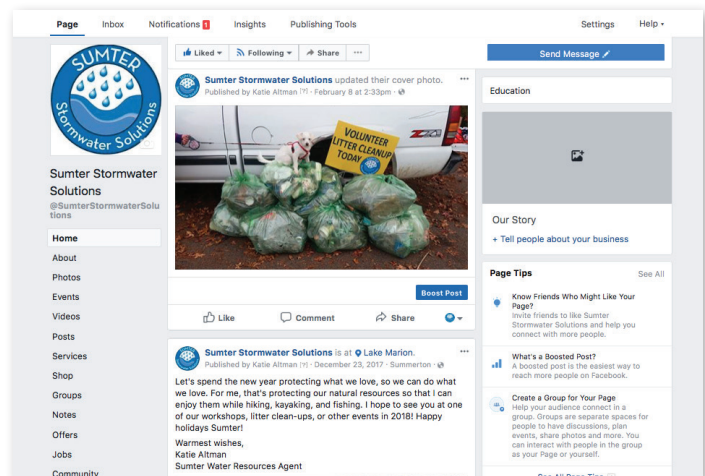 Page Inbox Notifications 1 Insights Publishing Tools Settings Help
Liked Following Share ...
Send Message
SUMTER
Stormwater Solutions
Sumter Stormwater
Solutions
@SumterStormwaterSolu
tions
Home
About
Photos
Events
Videos
Posts
Services
Shop
Groups
Notes
Offers
Jobs
Community
Sumter Stormwater Solutions updated their cover photo. ...
Published by Katie Altman [?] · February 8 at 2:33pm ·
VOLUNTEER
LITTER CLEANUP
TODAY
Z71
Boost Post
Like Comment Share
Sumter Stormwater Solutions is at Lake Marion. ...
Published by Katie Altman [?] · December 23, 2017 · Summerton ·
Let's spend the new year protecting what we love, so we can do what
we love. For me, that's protecting our natural resources so that I can
enjoy them while hiking, kayaking, and fishing. I hope to see you at one
of our workshops, litter clean-ups, or other events in 2018! Happy
holidays Sumter!
Warmest wishes,
Katie Altman
Sumter Water Resources Agent
Education
Our Story
+ Tell people about your business
Page Tips See All
Know Friends Who Might Like Your
Page?
Invite friends to like Sumter
Stormwater Solutions and help you
connect with more people.
What's a Boosted Post?
A boosted post is the easiest way to
reach more people on Facebook.
Create a Group for Your Page
Help your audience connect in a
group. Groups are separate spaces for
people to have discussions, plan
events, share photos and more. You
can interact with people in the group
as your Page or yourself.
See All Page Tips